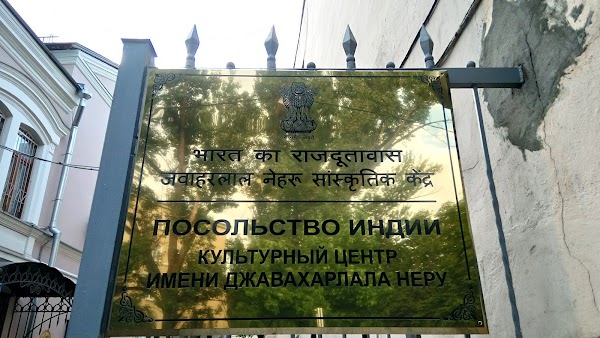 भारत का राजदूतावास
जवाहरलाल नेहरू सांस्कृतिक केंद्र
ПОСОЛЬСТВО ИНДИИ
КУЛЬТУРНЫЙ ЦЕНТР
ИМЕНИ ДЖАВАХАРЛАЛА НЕРУ